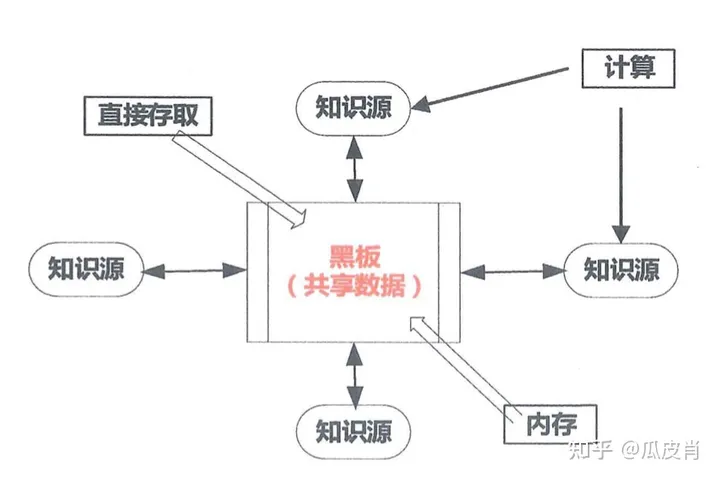 计算
直接存取
知识源
知识源
黑板
（共享数据）
知识源
知识源
内存
知乎 @瓜皮肖